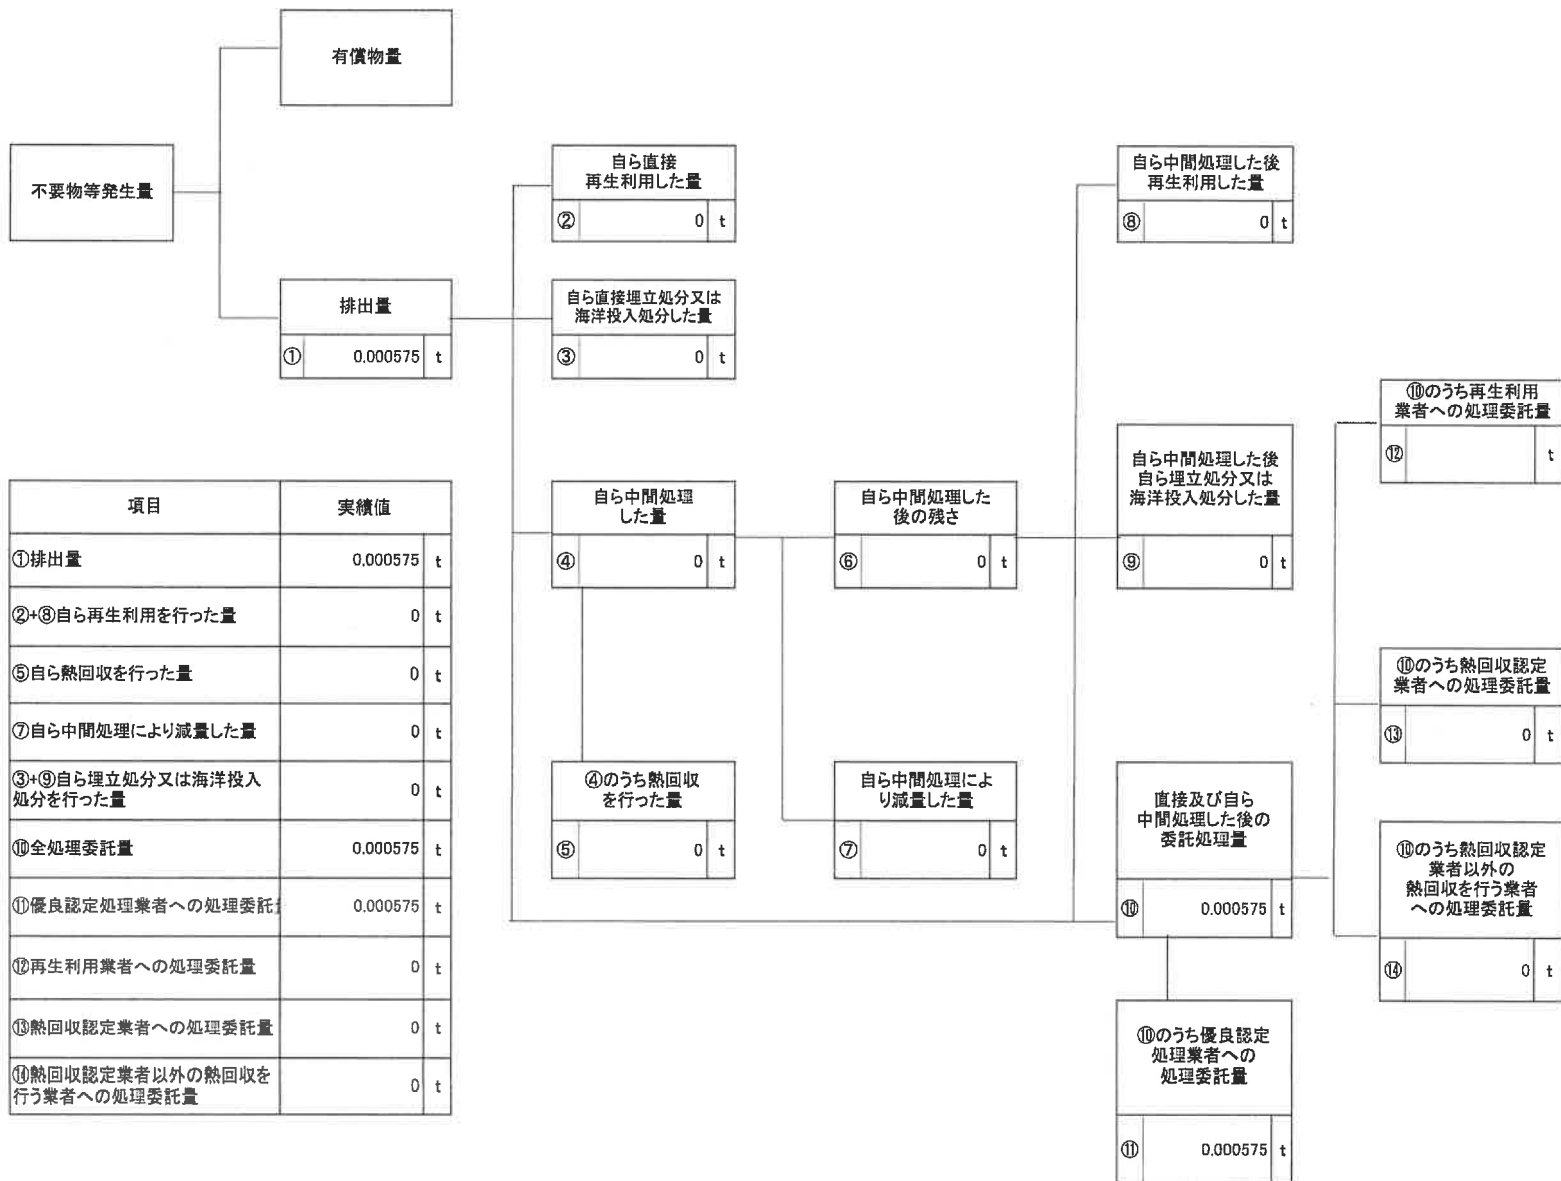 有償物量
不要物等発生量
排出量
① 0.000575 t
自ら直接
再生利用した量
② 0 t
自ら直接埋立処分又は
海洋投入処分した量
③ 0 t
自ら中間処理
した量
④ 0 t
④のうち熱回収
を行った量
⑤ 0 t
自ら中間処理した
後の残さ
⑥ 0 t
自ら中間処理によ
り減量した量
⑦ 0 t
自ら中間処理した後
再生利用した量
⑧ 0 t
自ら中間処理した後
自ら埋立処分又は
海洋投入処分した量
⑨ 0 t
直接及び自ら
中間処理した後の
委託処理量
⑩ 0.000575 t
⑩のうち優良認定
処理業者への
処理委託量
⑪ 0.000575 t
⑩のうち再生利用
業者への処理委託量
⑫ t
⑩のうち熱回収認定
業者への処理委託量
⑬ 0 t
⑩のうち熱回収認定
業者以外の
熱回収を行う業者
への処理委託量
⑭ 0 t
項目 実績値
①排出量 0.000575 t
②+⑧自ら再生利用を行った量 0 t
⑤自ら熱回収を行った量 0 t
⑦自ら中間処理により減量した量 0 t
③+⑨自ら埋立処分又は海洋投入
処分を行った量 0 t
⑩全処理委託量 0.000575 t
⑪優良認定処理業者への処理委託 0.000575 t
⑫再生利用業者への処理委託量 0 t
⑬熱回収認定業者への処理委託量 0 t
⑭熱回収認定業者以外の熱回収を
行う業者への処理委託量 0 t